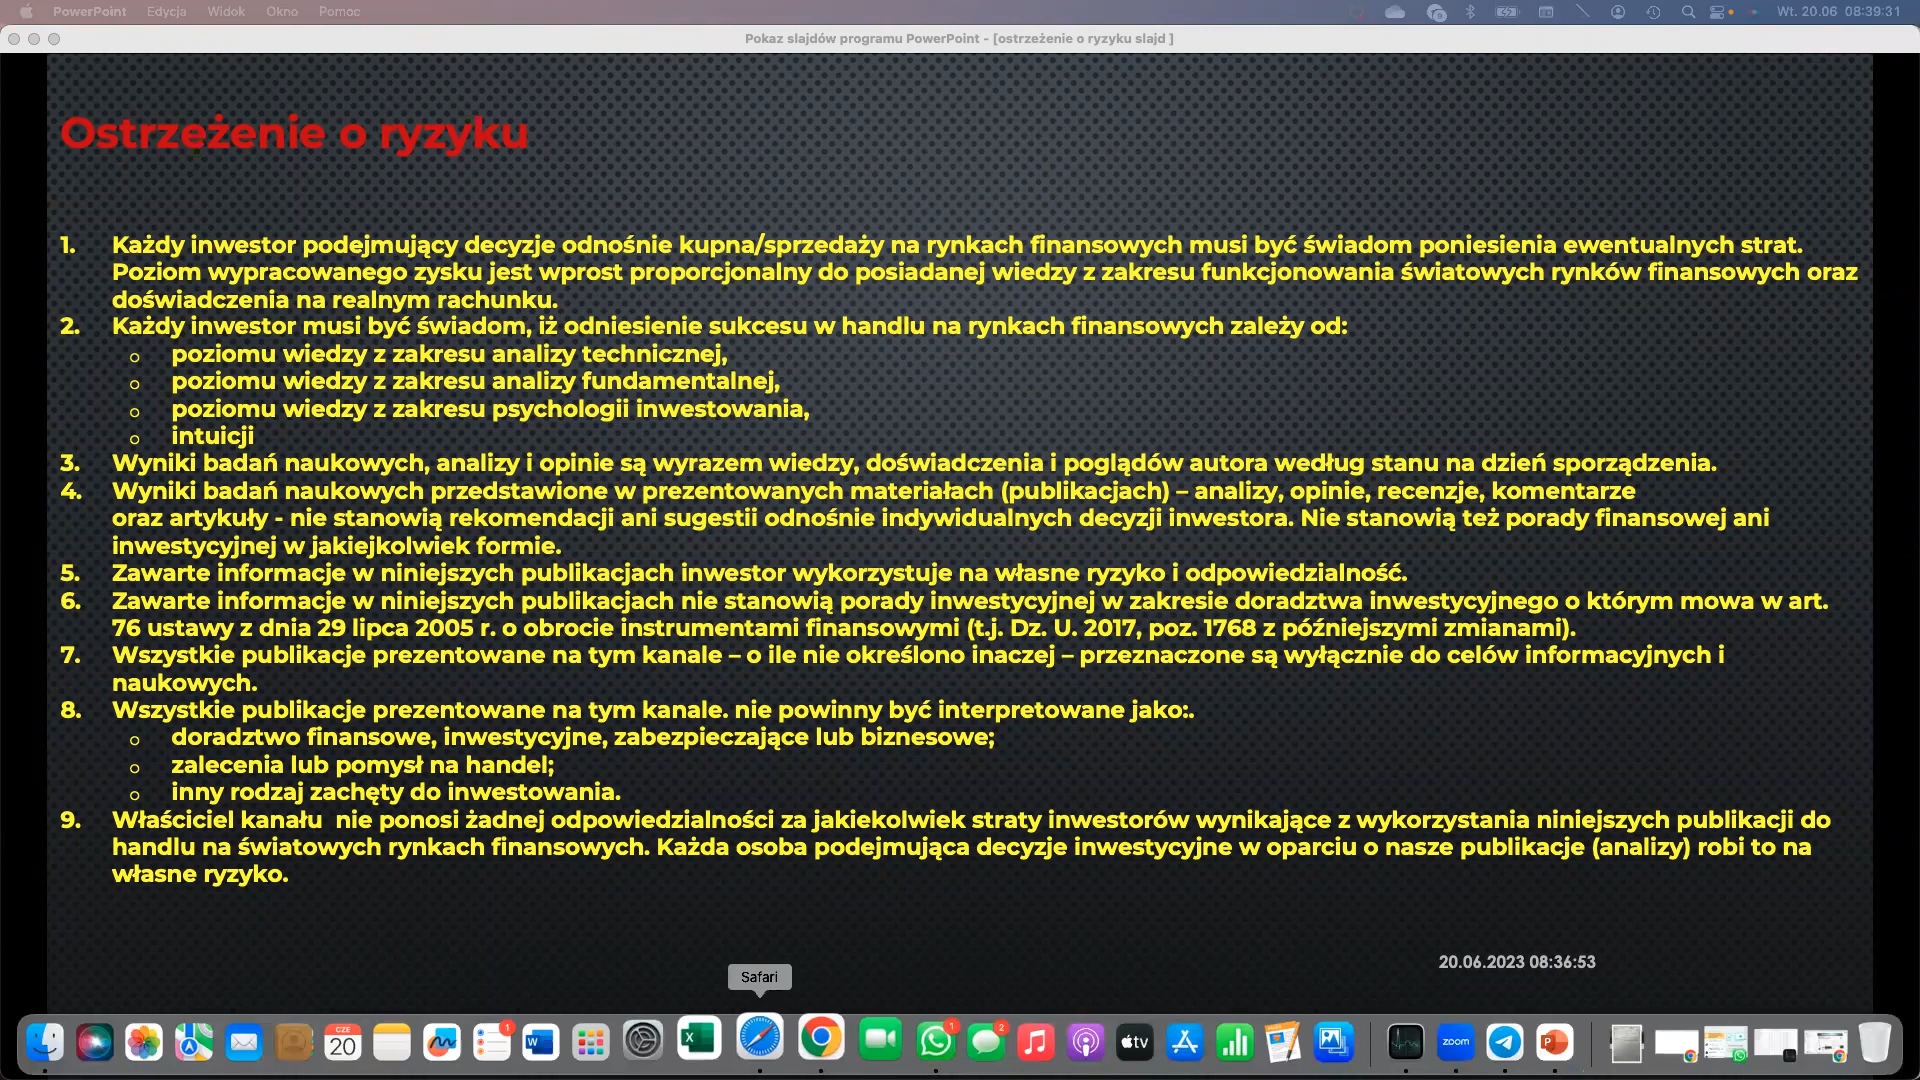 PowerPoint Edycja Widok Okno Pomoc Wt. 20.06 08:39:31
Pokaz slajdów programu PowerPoint - [ostrzeżenie o ryzyku slajd ]
Ostrzeżenie o ryzyku
1. Każdy inwestor podejmujący decyzje odnośnie kupna/sprzedaży na rynkach finansowych musi być świadom poniesienia ewentualnych strat.
Poziom wypracowanego zysku jest wprost proporcjonalny do posiadanej wiedzy z zakresu funkcjonowania światowych rynków finansowych oraz
doświadczenia na realnym rachunku.
2. Każdy inwestor musi być świadom, iż odniesienie sukcesu w handlu na rynkach finansowych zależy od:
o poziomu wiedzy z zakresu analizy technicznej,
o poziomu wiedzy z zakresu analizy fundamentalnej,
o poziomu wiedzy z zakresu psychologii inwestowania,
o intuicji
3. Wyniki badań naukowych, analizy i opinie są wyrazem wiedzy, doświadczenia i poglądów autora według stanu na dzień sporządzenia.
4. Wyniki badań naukowych przedstawione w prezentowanych materiałach (publikacjach) – analizy, opinie, recenzje, komentarze
oraz artykuły - nie stanowią rekomendacji ani sugestii odnośnie indywidualnych decyzji inwestora. Nie stanowią też porady finansowej ani
inwestycyjnej w jakiejkolwiek formie.
5. Zawarte informacje w niniejszych publikacjach inwestor wykorzystuje na własne ryzyko i odpowiedzialność.
6. Zawarte informacje w niniejszych publikacjach nie stanowią porady inwestycyjnej w zakresie doradztwa inwestycyjnego o którym mowa w art.
76 ustawy z dnia 29 lipca 2005 r. o obrocie instrumentami finansowymi (t.j. Dz. U. 2017, poz. 1768 z późniejszymi zmianami).
7. Wszystkie publikacje prezentowane na tym kanale – o ile nie określono inaczej – przeznaczone są wyłącznie do celów informacyjnych i
naukowych.
8. Wszystkie publikacje prezentowane na tym kanale. nie powinny być interpretowane jako:.
o doradztwo finansowe, inwestycyjne, zabezpieczające lub biznesowe;
o zalecenia lub pomysł na handel;
o inny rodzaj zachęty do inwestowania.
9. Właściciel kanału nie ponosi żadnej odpowiedzialności za jakiekolwiek straty inwestorów wynikające z wykorzystania niniejszych publikacji do
handlu na światowych rynkach finansowych. Każda osoba podejmująca decyzje inwestycyjne w oparciu o nasze publikacje (analizy) robi to na
własne ryzyko.
20.06.2023 08:36:53
Safari
CZE
20
1
W
X
1
2
tv
zoom
P